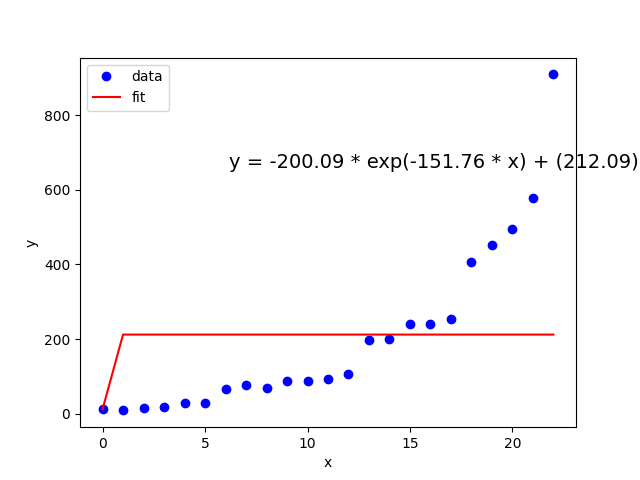 data
fit
y = -200.09 * exp(-151.76 * x) + (212.09)
800
600
400
200
0
y
0 5 10 15 20
x